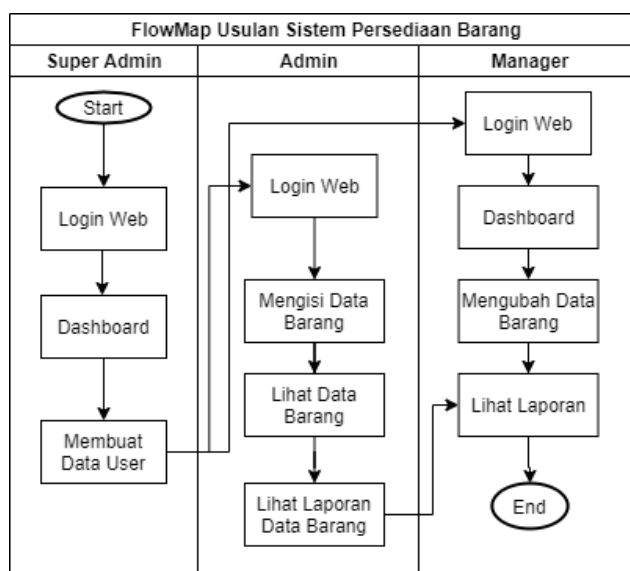 FlowMap Usulan Sistem Persediaan Barang
Super Admin
Admin
Manager
Start
Login Web
Dashboard
Membuat
Data User
Login Web
Mengisi Data
Barang
Lihat Data
Barang
Lihat Laporan
Data Barang
Login Web
Dashboard
Mengubah Data
Barang
Lihat Laporan
End